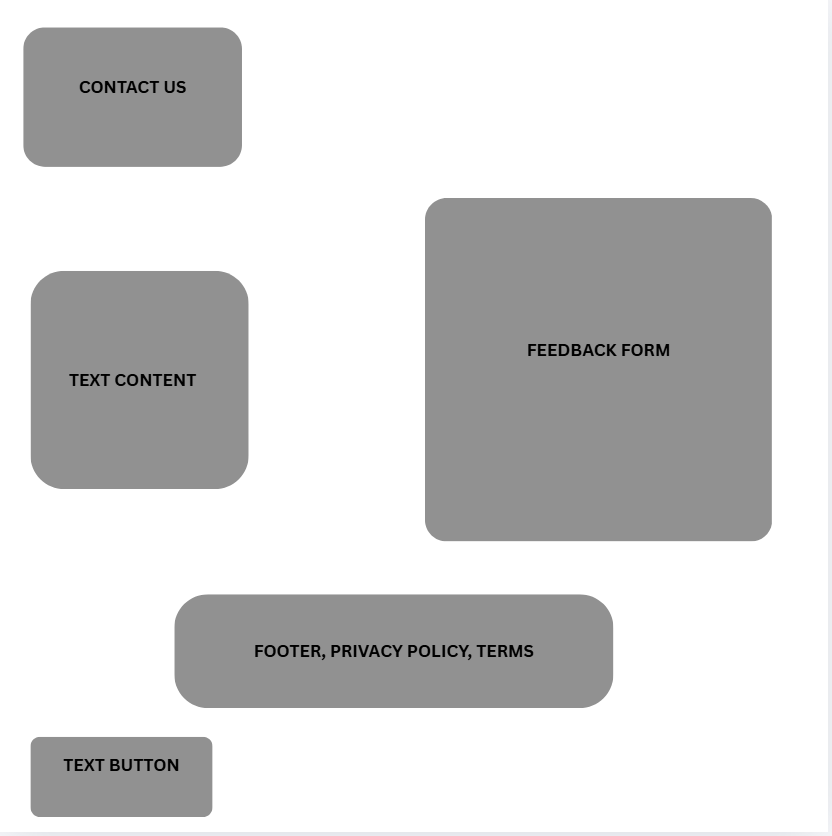 CONTACT US
TEXT CONTENT
FEEDBACK FORM
FOOTER, PRIVACY POLICY, TERMS
TEXT BUTTON